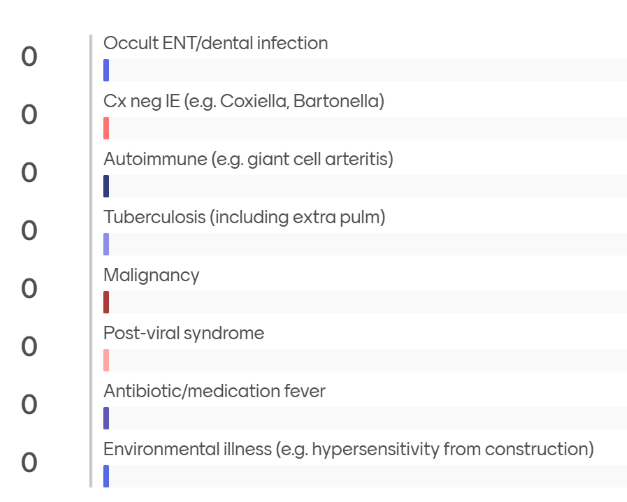 0
Occult ENT/dental infection
0
Cx neg IE (e.g. Coxiella, Bartonella)
0
Autoimmune (e.g. giant cell arteritis)
0
Tuberculosis (including extra pulm)
0
Malignancy
0
Post-viral syndrome
0
Antibiotic/medication fever
0
Environmental illness (e.g. hypersensitivity from construction)